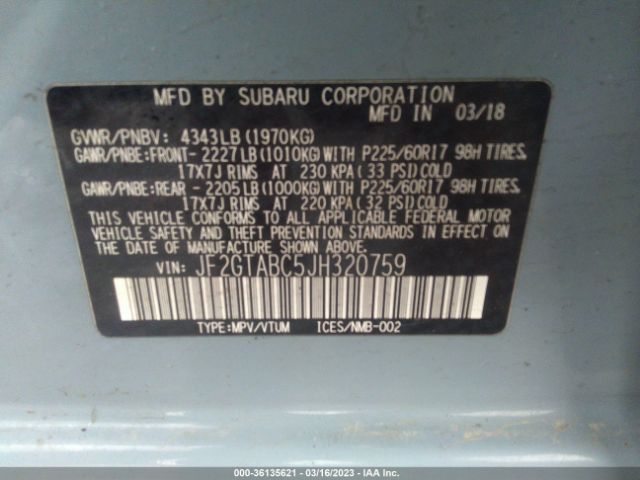 MFD BY SUBARU CORPORATION
MFD IN 03/18
GVWR/PNBV: 4343LB (1970KG)
GAWR/PNBE:FRONT- 2227LB(1010KG)WITH P225/60R17 98H TIRES,
17X7J RIMS AT 230 KPA( 33 PSI)COLD
GAWR/PNBE:REAR - 2205LB(1000KG)WITH P225/60R17 98H TIRES,
17X7J RIMS AT 220 KPA( 32 PSI)COLD
THIS VEHICLE CONFORMS TO ALL APPLICABLE FEDERAL MOTOR
VEHICLE SAFETY AND THEFT PREVENTION STANDARDS IN EFFECT
ON THE DATE OF MANUFACTURE SHOWN ABOVE.
VIN: JF2GTABC5JH320759
TYPE:MPV/VTUM ICES/NMB-002
000-36135621 - 03/16/2023 - IAA Inc.